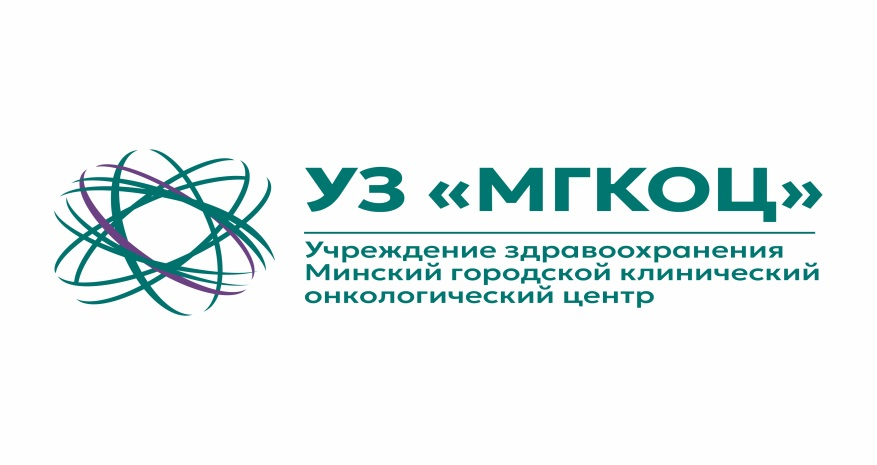 УЗ «МГКОЦ»
Учреждение здравоохранения
Минский городской клинический
онкологический центр